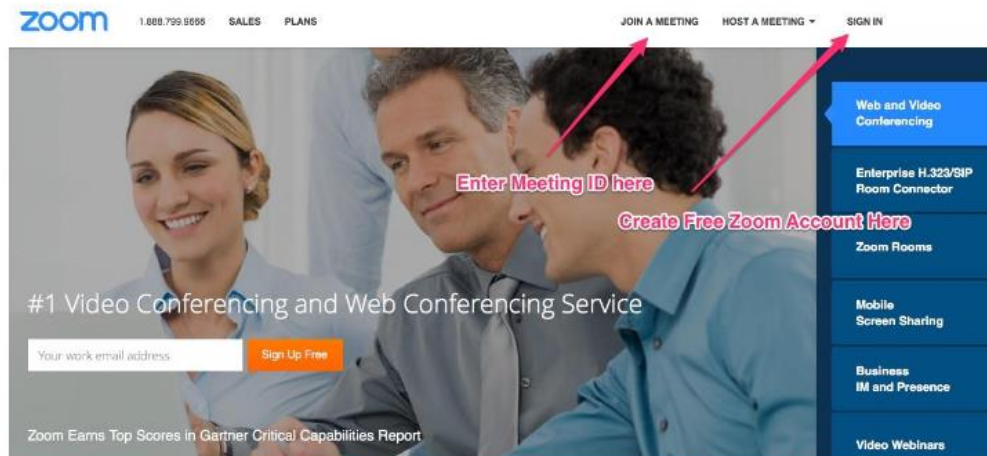 zoom 1.888.799.9666 SALES PLANS JOIN A MEETING HOST A MEETING SIGN IN
Web and Video
Conferencing
Enter Meeting ID here
Enterprise H.323/SIP
Room Connector
Create Free Zoom Account Here
Zoom Rooms
#1 Video Conferencing and Web Conferencing Service
Mobile
Screen Sharing
Your work email address Sign Up Free
Business
IM and Presence
Zoom Earns Top Scores in Gartner Critical Capabilities Report
Video Webinars